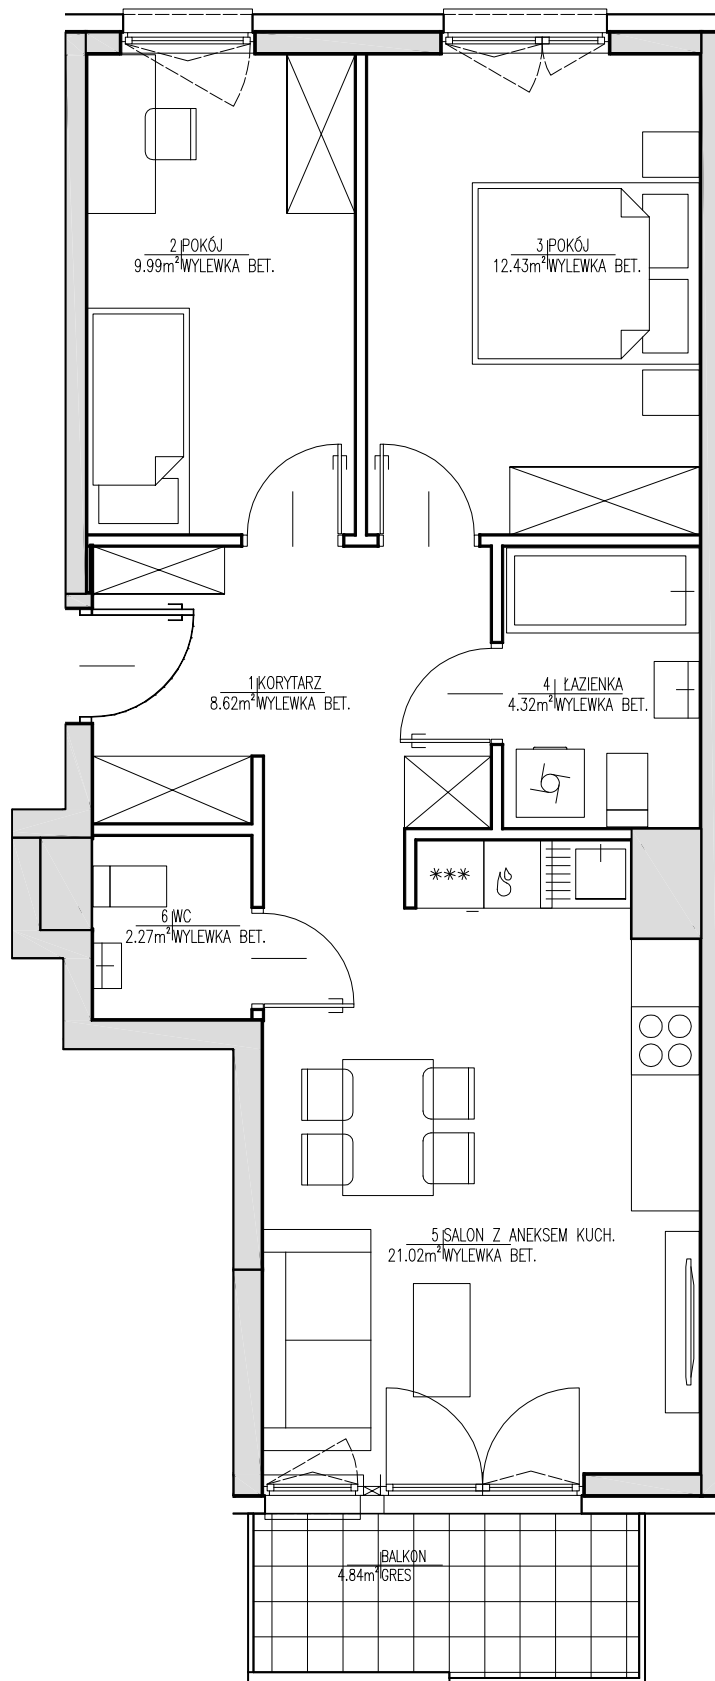 2 POKÓJ
9.99m² WYLEWKA BET.
3 POKÓJ
12.43m² WYLEWKA BET.
1 KORYTARZ
8.62m² WYLEWKA BET.
4 ŁAZIENKA
4.32m² WYLEWKA BET.
***
6 WC
2.27m² WYLEWKA BET.
5 SALON Z ANEKSEM KUCH.
21.02m² WYLEWKA BET.
BALKON
4.84m² GRES